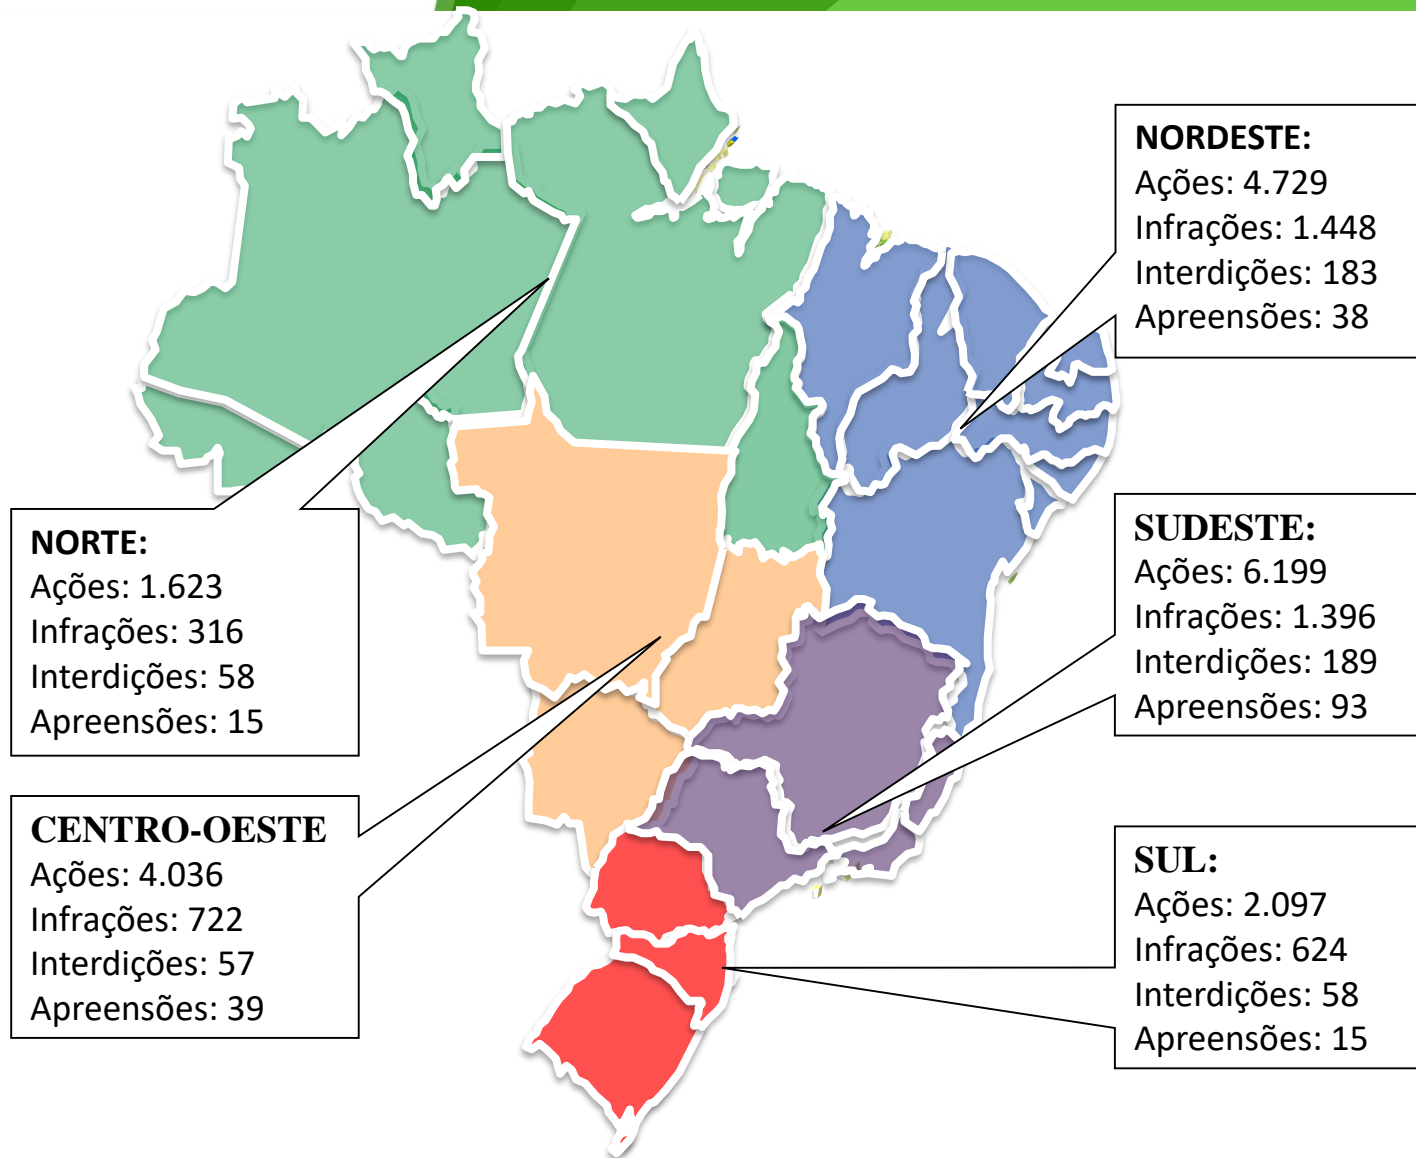 NORDESTE:
Ações: 4.729
Infrações: 1.448
Interdições: 183
Apreensões: 38
NORTE:
Ações: 1.623
Infrações: 316
Interdições: 58
Apreensões: 15
SUDESTE:
Ações: 6.199
Infrações: 1.396
Interdições: 189
Apreensões: 93
CENTRO-OESTE
Ações: 4.036
Infrações: 722
Interdições: 57
Apreensões: 39
SUL:
Ações: 2.097
Infrações: 624
Interdições: 58
Apreensões: 15